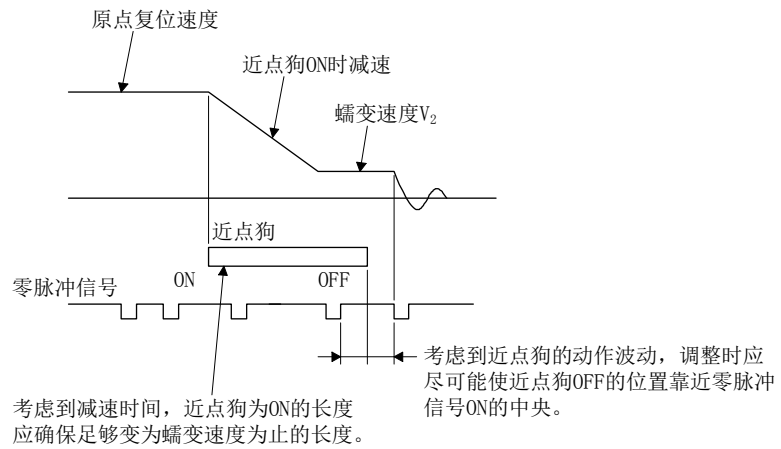 原点复位速度
近点狗ON时减速
蠕变速度V₂
近点狗
ON
OFF
零脉冲信号
考虑到近点狗的动作波动，调整时应
尽可能使近点狗OFF的位置靠近零脉冲
信号ON的中央。
考虑到减速时间，近点狗为ON的长度
应确保足够变为蠕变速度为止的长度。